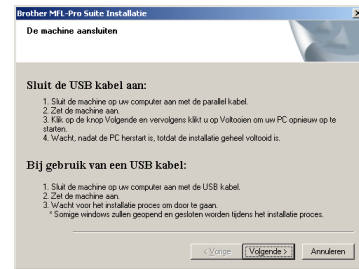 Brother MFL-Pro Suite Installatie
De machine aansluiten
Sluit de USB kabel aan:
1. Sluit de machine op uw computer aan met de parallel kabel.
2. Zet de machine aan.
3. Klik op de knop Volgende en vervolgens klikt u op Voltooien om uw PC opnieuw op te
starten.
4. Wacht, nadat de PC herstart is, totdat de installatie geheel voltooid is.
Bij gebruik van een USB kabel:
1. Sluit de machine op uw computer aan met de USB kabel.
2. Zet de machine aan.
3. Wacht voor het installatie proces om door te gaan.
* Somige windows zullen geopend en gesloten worden tijdens het installatie proces.
< Vorige
Volgende >
Annuleren